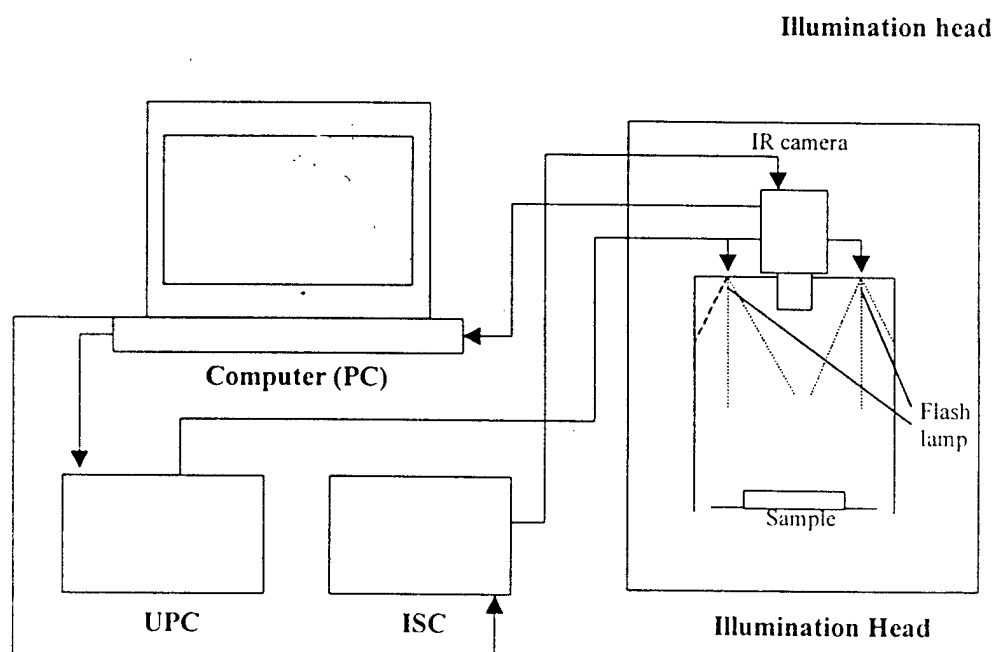 Illumination head
IR camera
Computer (PC)
Flash
lamp
Sample
UPC
ISC
Illumination Head